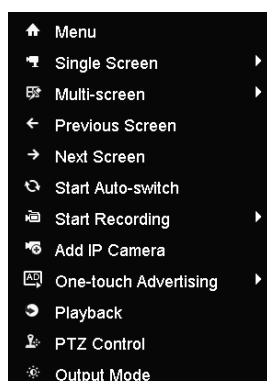 Menu
Single Screen
Multi-screen
Previous Screen
Next Screen
Start Auto-switch
Start Recording
Add IP Camera
AD One-touch Advertising
Playback
PTZ Control
Output Mode